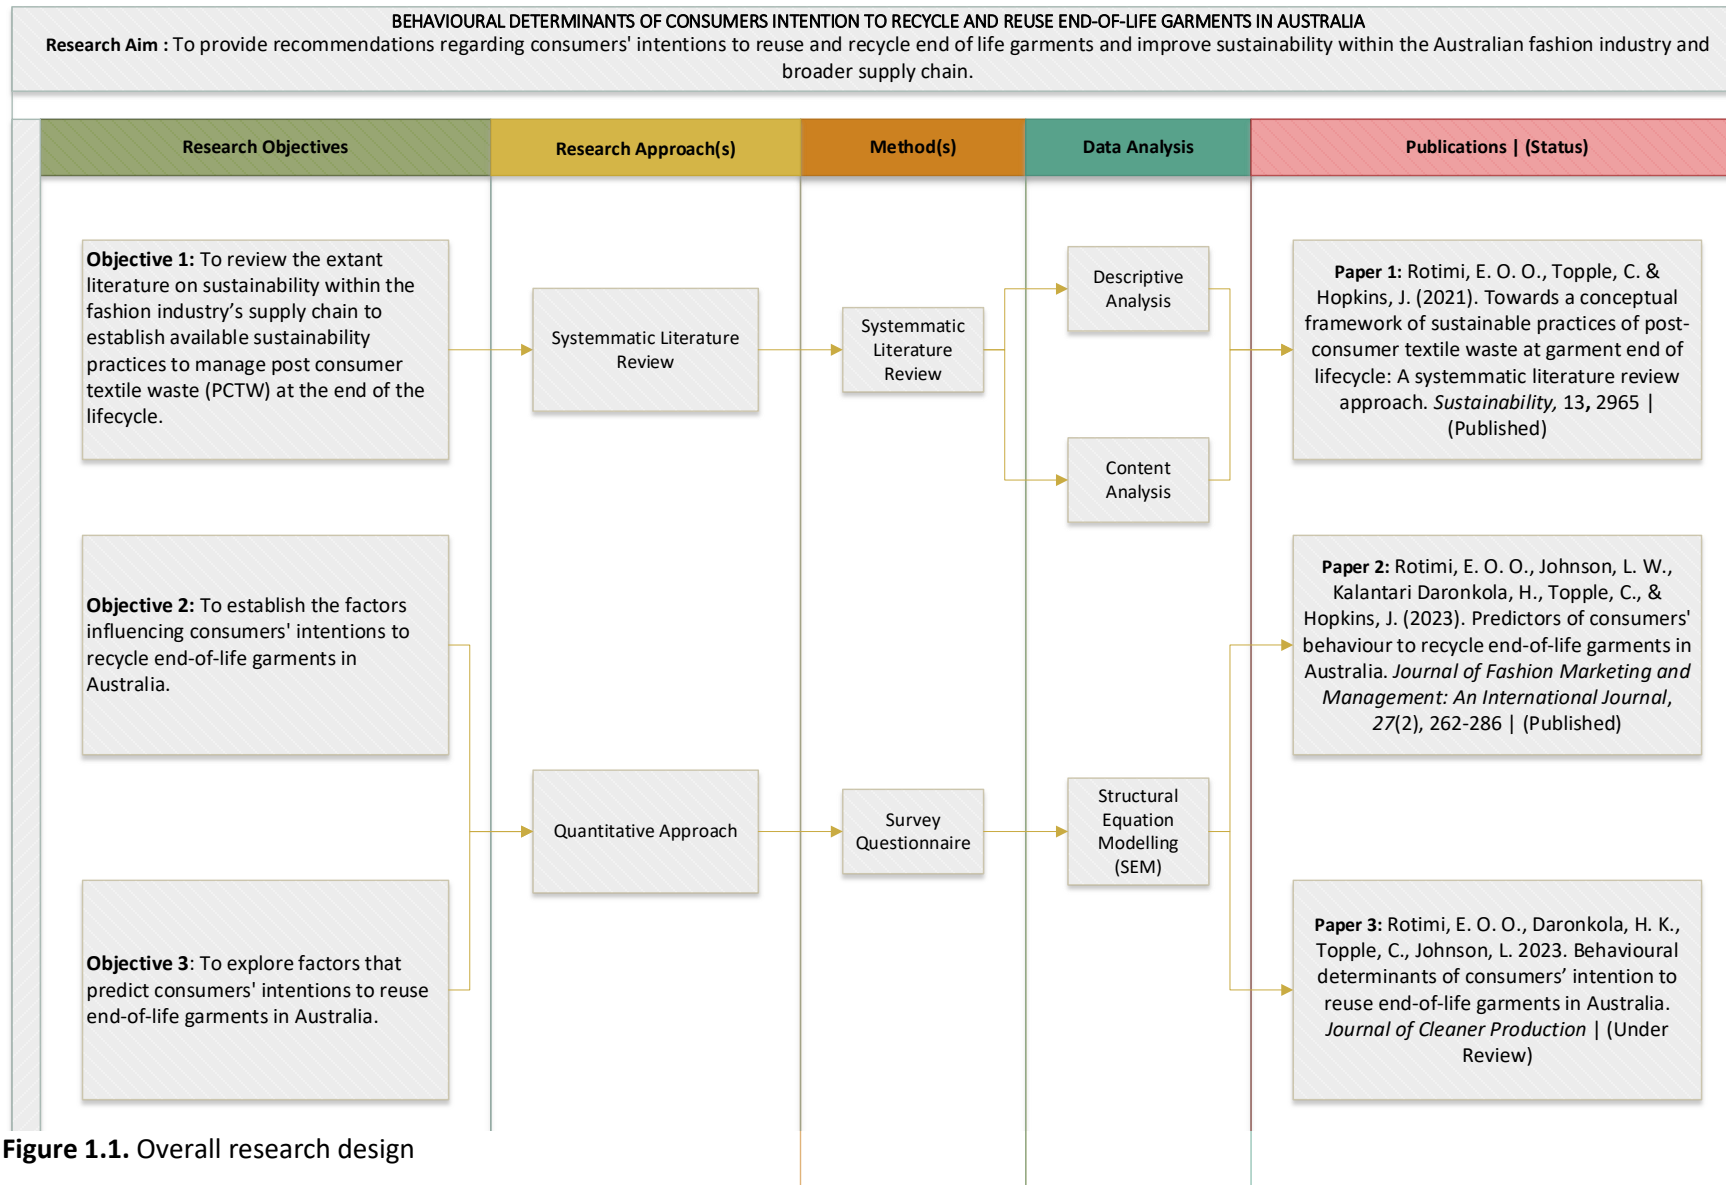 BEHAVIOURAL DETERMINANTS OF CONSUMERS INTENTION TO RECYCLE AND REUSE END-OF-LIFE GARMENTS IN AUSTRALIA
Research Aim : To provide recommendations regarding consumers' intentions to reuse and recycle end of life garments and improve sustainability within the Australian fashion industry and
broader supply chain.
Research Objectives
Research Approach(s)
Method(s)
Data Analysis
Publications | (Status)
Objective 1: To review the extant
literature on sustainability within the
fashion industry’s supply chain to
establish available sustainability
practices to manage post consumer
textile waste (PCTW) at the end of the
lifecycle.
Systemmatic Literature
Review
Systemmatic
Literature
Review
Descriptive
Analysis
Content
Analysis
Paper 1: Rotimi, E. O. O., Topple, C. &
Hopkins, J. (2021). Towards a conceptual
framework of sustainable practices of post-
consumer textile waste at garment end of
lifecycle: A systemmatic literature review
approach. Sustainability, 13, 2965 |
(Published)
Objective 2: To establish the factors
influencing consumers' intentions to
recycle end-of-life garments in
Australia.
Objective 3: To explore factors that
predict consumers' intentions to reuse
end-of-life garments in Australia.
Quantitative Approach
Survey
Questionnaire
Structural
Equation
Modelling
(SEM)
Paper 2: Rotimi, E. O. O., Johnson, L. W.,
Kalantari Daronkola, H., Topple, C., &
Hopkins, J. (2023). Predictors of consumers'
behaviour to recycle end-of-life garments in
Australia. Journal of Fashion Marketing and
Management: An International Journal,
27(2), 262-286 | (Published)
Paper 3: Rotimi, E. O. O., Daronkola, H. K.,
Topple, C., Johnson, L. 2023. Behavioural
determinants of consumers’ intention to
reuse end-of-life garments in Australia.
Journal of Cleaner Production | (Under
Review)
Figure 1.1. Overall research design